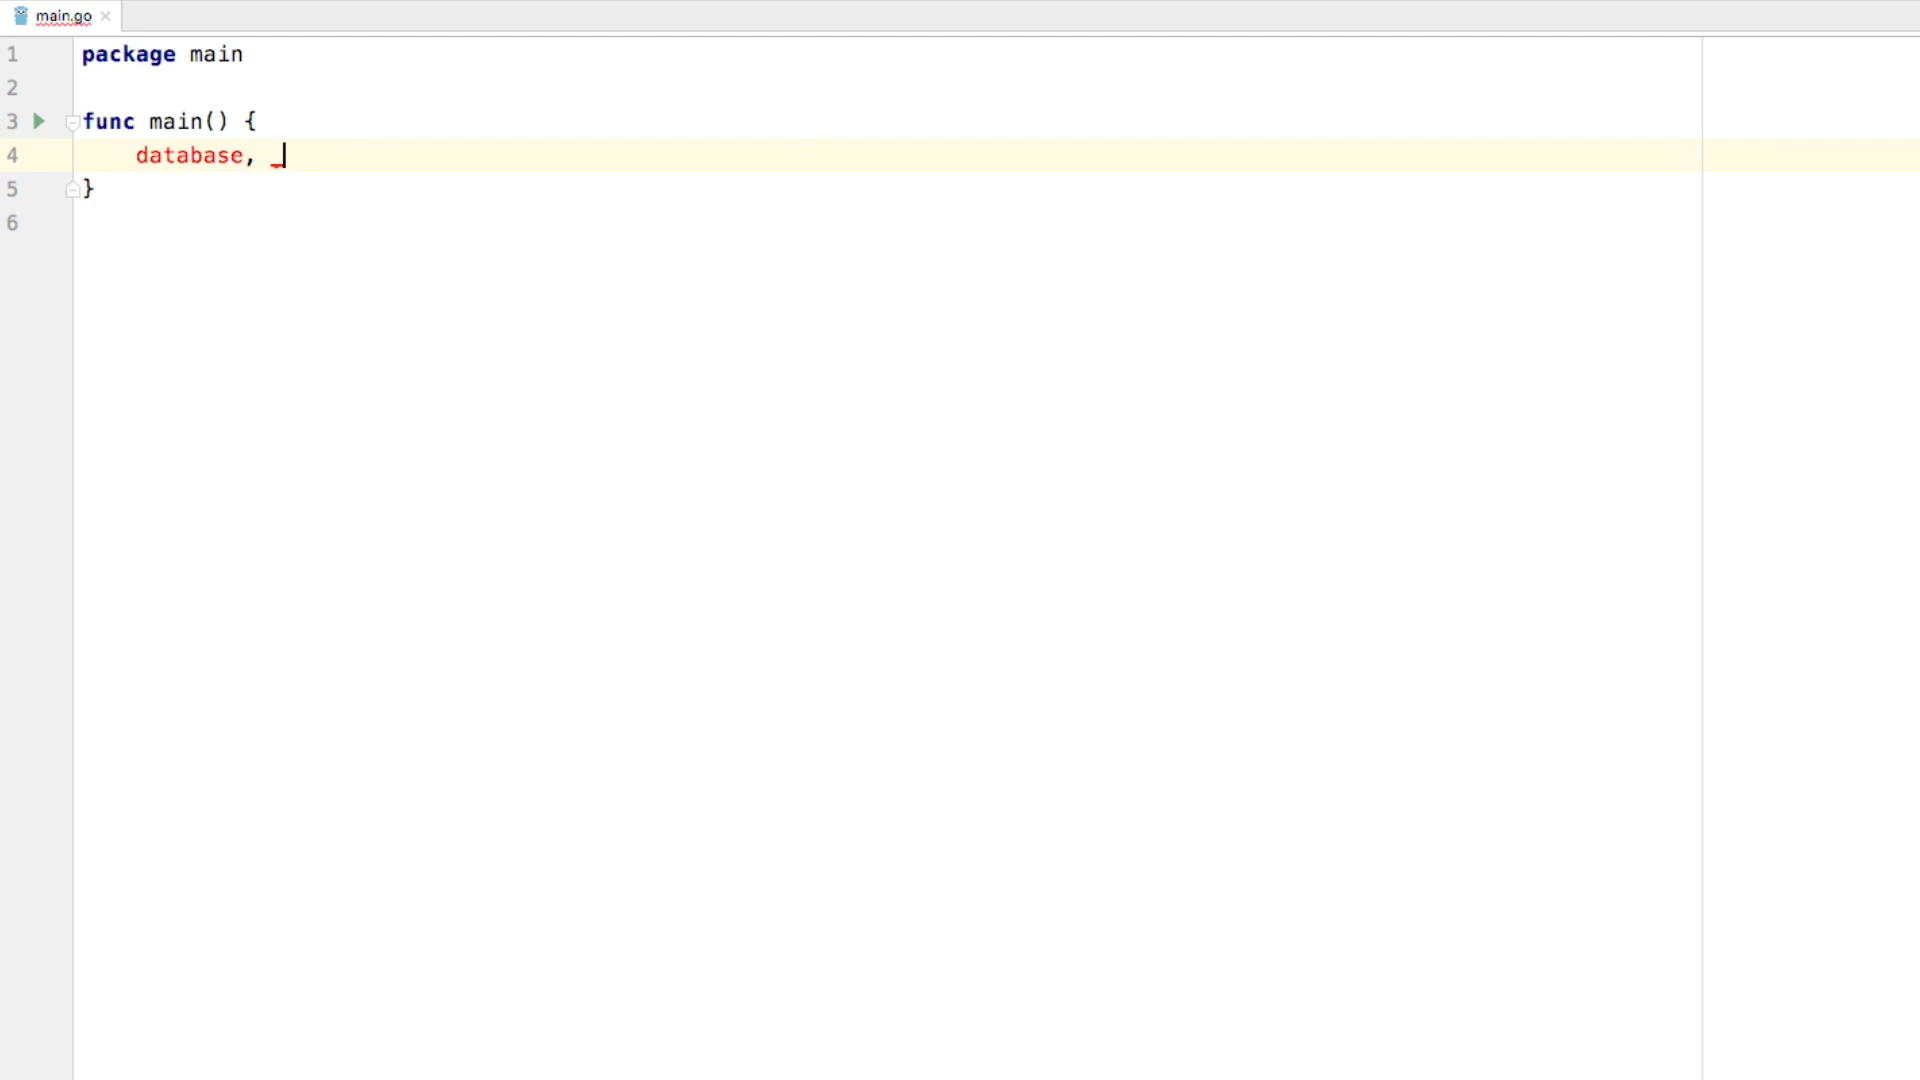 main.go
1 package main
2
3 func main() {
4 database, _
5 }
6